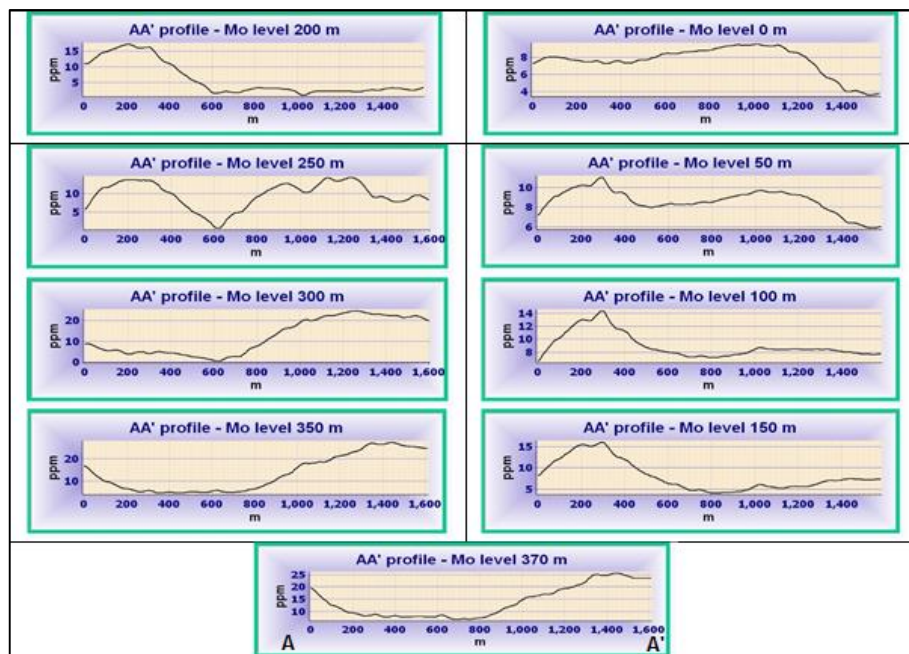 AA' profile - Mo level 200 m
ppm
15
10
5
0 200 400 600 800 1,000 1,200 1,400
m
AA' profile - Mo level 0 m
ppm
8
6
4
0 200 400 600 800 1,000 1,200 1,400
m
AA' profile - Mo level 250 m
ppm
10
5
0 200 400 600 800 1,000 1,200 1,400 1,600
m
AA' profile - Mo level 50 m
ppm
10
8
6
0 200 400 600 800 1,000 1,200 1,400
m
AA' profile - Mo level 300 m
ppm
20
10
0
0 200 400 600 800 1,000 1,200 1,400 1,600
m
AA' profile - Mo level 100 m
ppm
14
12
10
8
0 200 400 600 800 1,000 1,200 1,400
m
AA' profile - Mo level 350 m
ppm
20
10
0 200 400 600 800 1,000 1,200 1,400 1,600
m
AA' profile - Mo level 150 m
ppm
15
10
5
0 200 400 600 800 1,000 1,200 1,400
m
AA' profile - Mo level 370 m
ppm
25
20
15
10
0 200 400 600 800 1,000 1,200 1,400 1,600
m
A A'